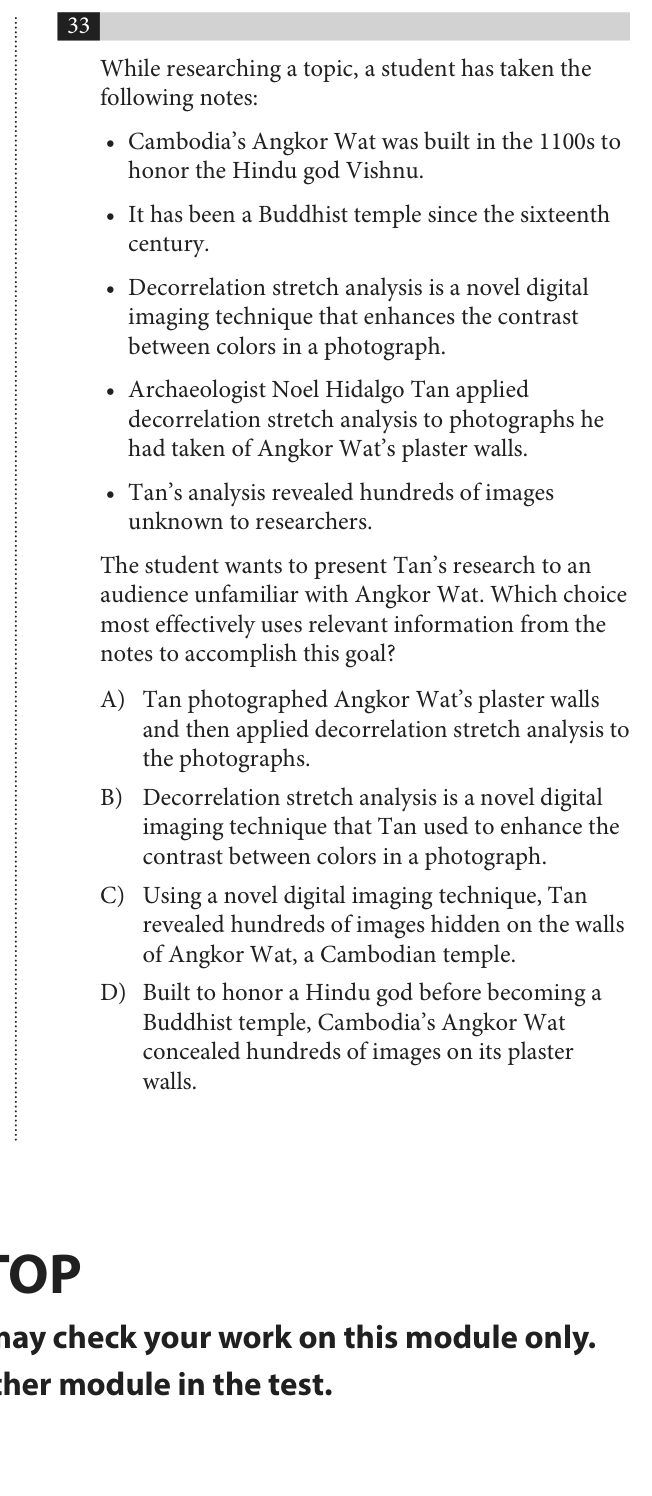 33
While researching a topic, a student has taken the
following notes:
• Cambodia’s Angkor Wat was built in the 1100s to
honor the Hindu god Vishnu.
• It has been a Buddhist temple since the sixteenth
century.
• Decorrelation stretch analysis is a novel digital
imaging technique that enhances the contrast
between colors in a photograph.
• Archaeologist Noel Hidalgo Tan applied
decorrelation stretch analysis to photographs he
had taken of Angkor Wat’s plaster walls.
• Tan’s analysis revealed hundreds of images
unknown to researchers.
The student wants to present Tan’s research to an
audience unfamiliar with Angkor Wat. Which choice
most effectively uses relevant information from the
notes to accomplish this goal?
A) Tan photographed Angkor Wat’s plaster walls
and then applied decorrelation stretch analysis to
the photographs.
B) Decorrelation stretch analysis is a novel digital
imaging technique that Tan used to enhance the
contrast between colors in a photograph.
C) Using a novel digital imaging technique, Tan
revealed hundreds of images hidden on the walls
of Angkor Wat, a Cambodian temple.
D) Built to honor a Hindu god before becoming a
Buddhist temple, Cambodia’s Angkor Wat
concealed hundreds of images on its plaster
walls.
TOP
may check your work on this module only.
ther module in the test.